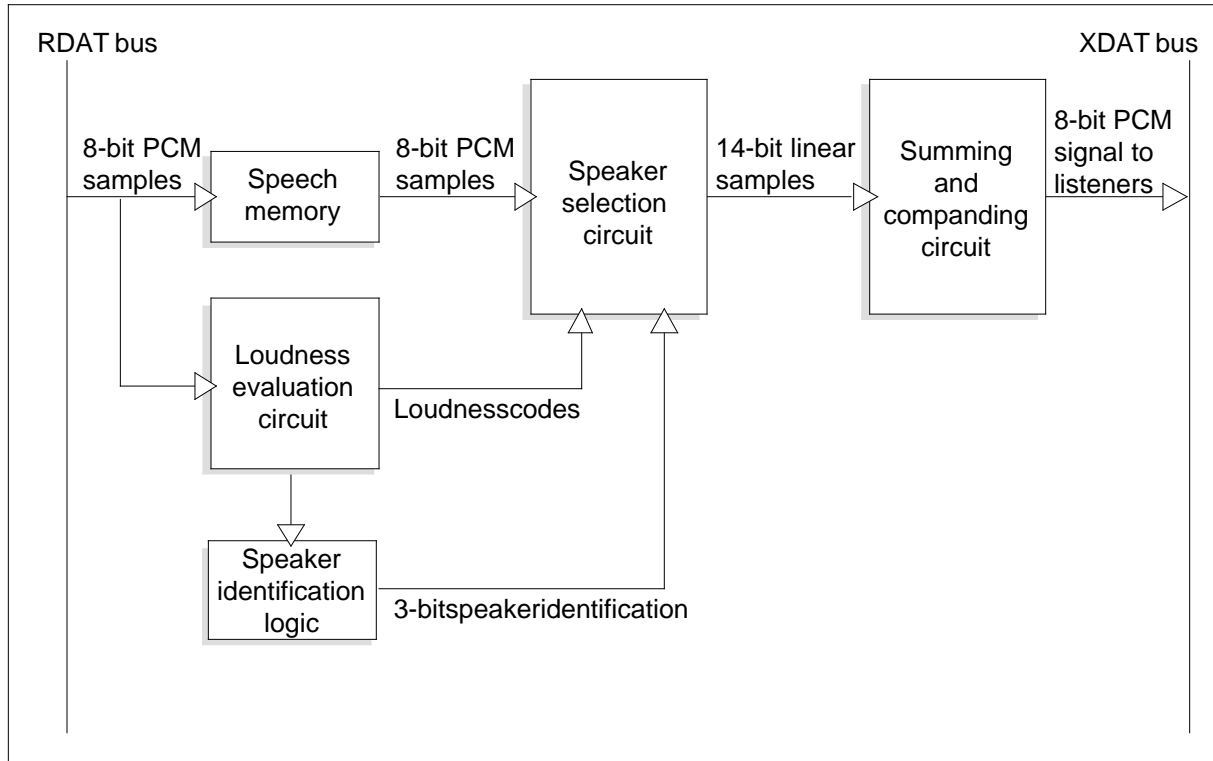 RDAT bus
XDAT bus
8-bit PCM
samples
Speech
memory
8-bit PCM
samples
Speaker
selection
circuit
14-bit linear
samples
Summing
and
companding
circuit
8-bit PCM
signal to
listeners
Loudness
evaluation
circuit
Loudnesscodes
Speaker
identification
logic
3-bitspeakeridentification